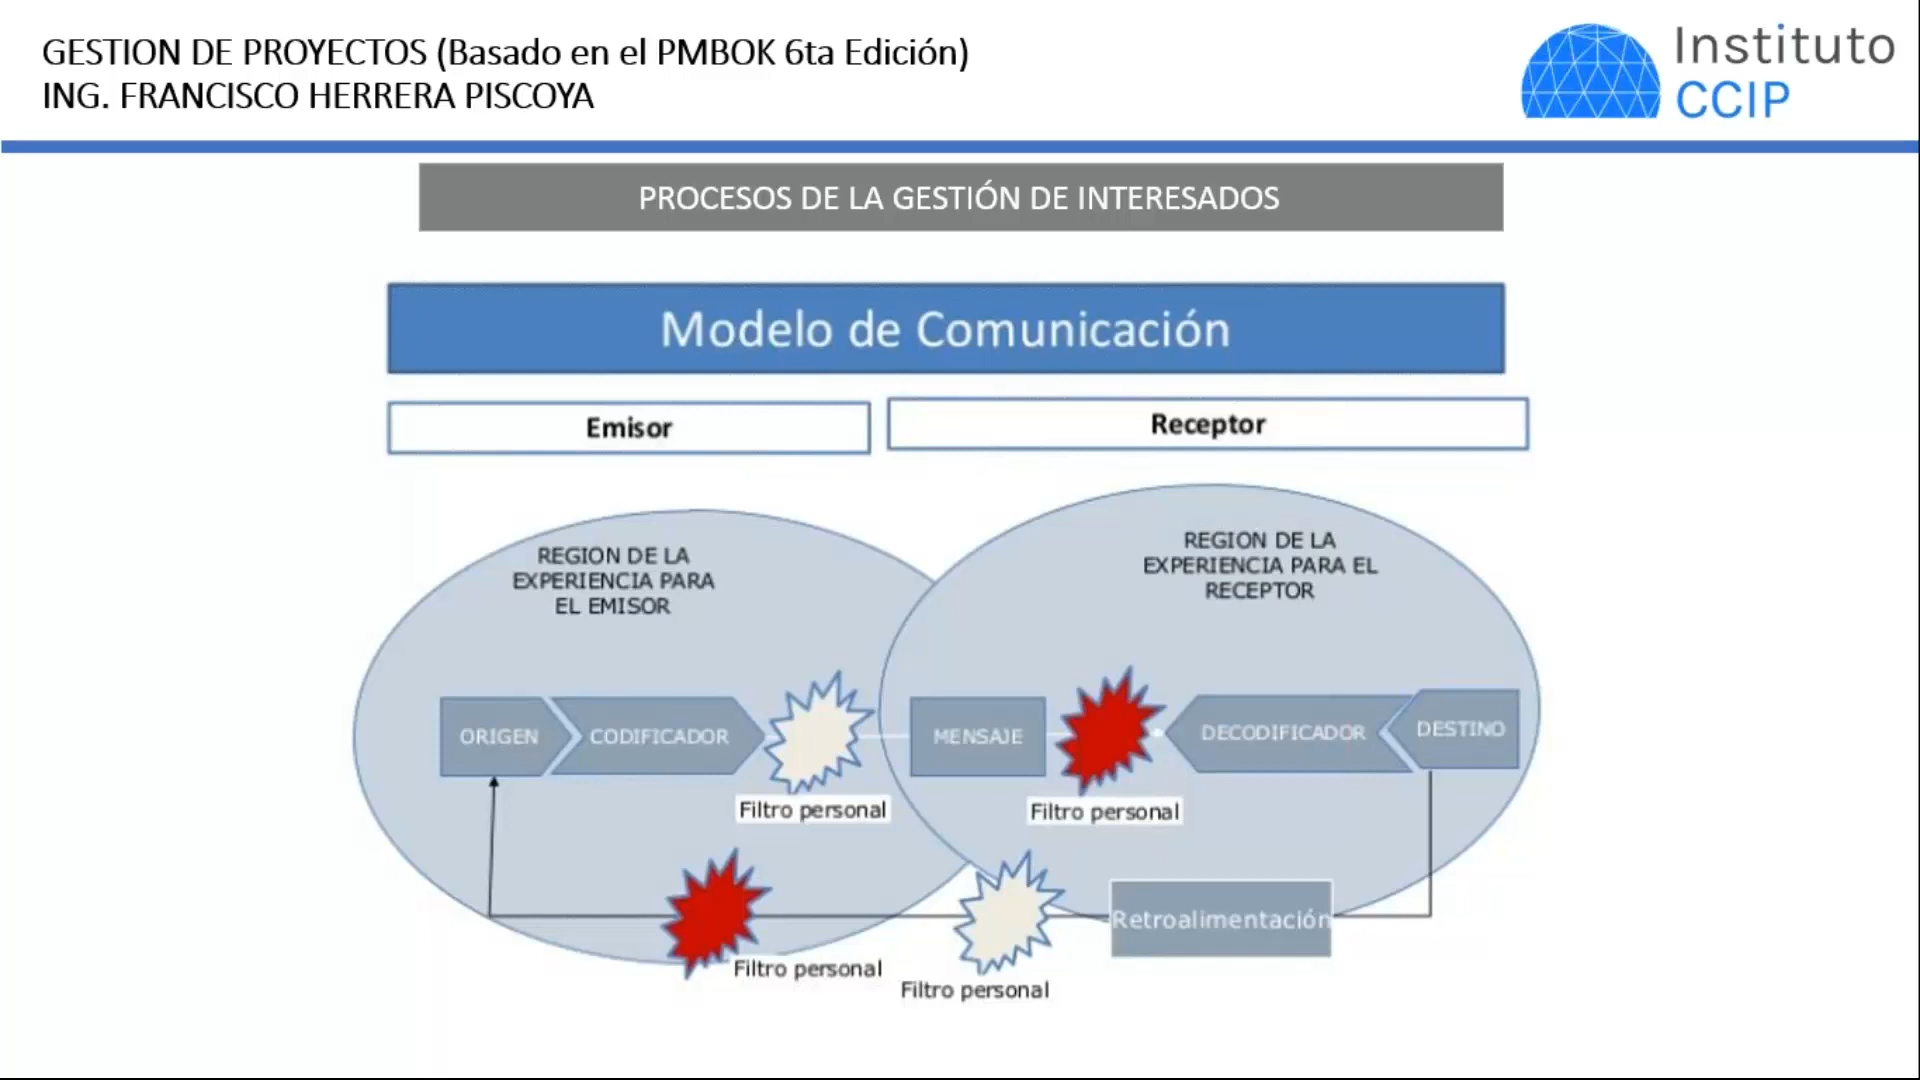 GESTION DE PROYECTOS (Basado en el PMBOK 6ta Edición)
ING. FRANCISCO HERRERA PISCOYA
Instituto
CCIP
PROCESOS DE LA GESTIÓN DE INTERESADOS
Modelo de Comunicación
Emisor
Receptor
REGION DE LA
EXPERIENCIA PARA
EL EMISOR
REGION DE LA
EXPERIENCIA PARA EL
RECEPTOR
ORIGEN
CODIFICADOR
MENSAJE
DECODIFICADOR
DESTINO
Filtro personal
Filtro personal
Retroalimentación
Filtro personal
Filtro personal